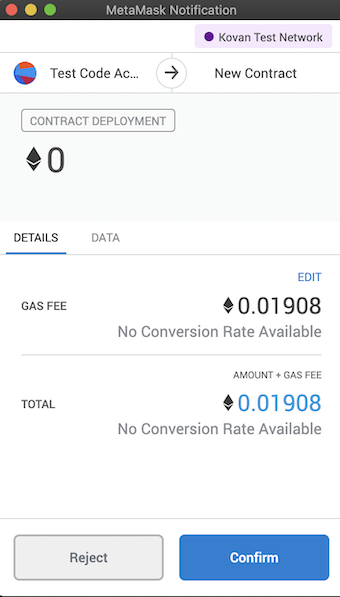 MetaMask Notification
Kovan Test Network
Test Code Ac...
New Contract
CONTRACT DEPLOYMENT
0
DETAILS
DATA
EDIT
GAS FEE
0.01908
No Conversion Rate Available
AMOUNT + GAS FEE
TOTAL
0.01908
No Conversion Rate Available
Reject
Confirm